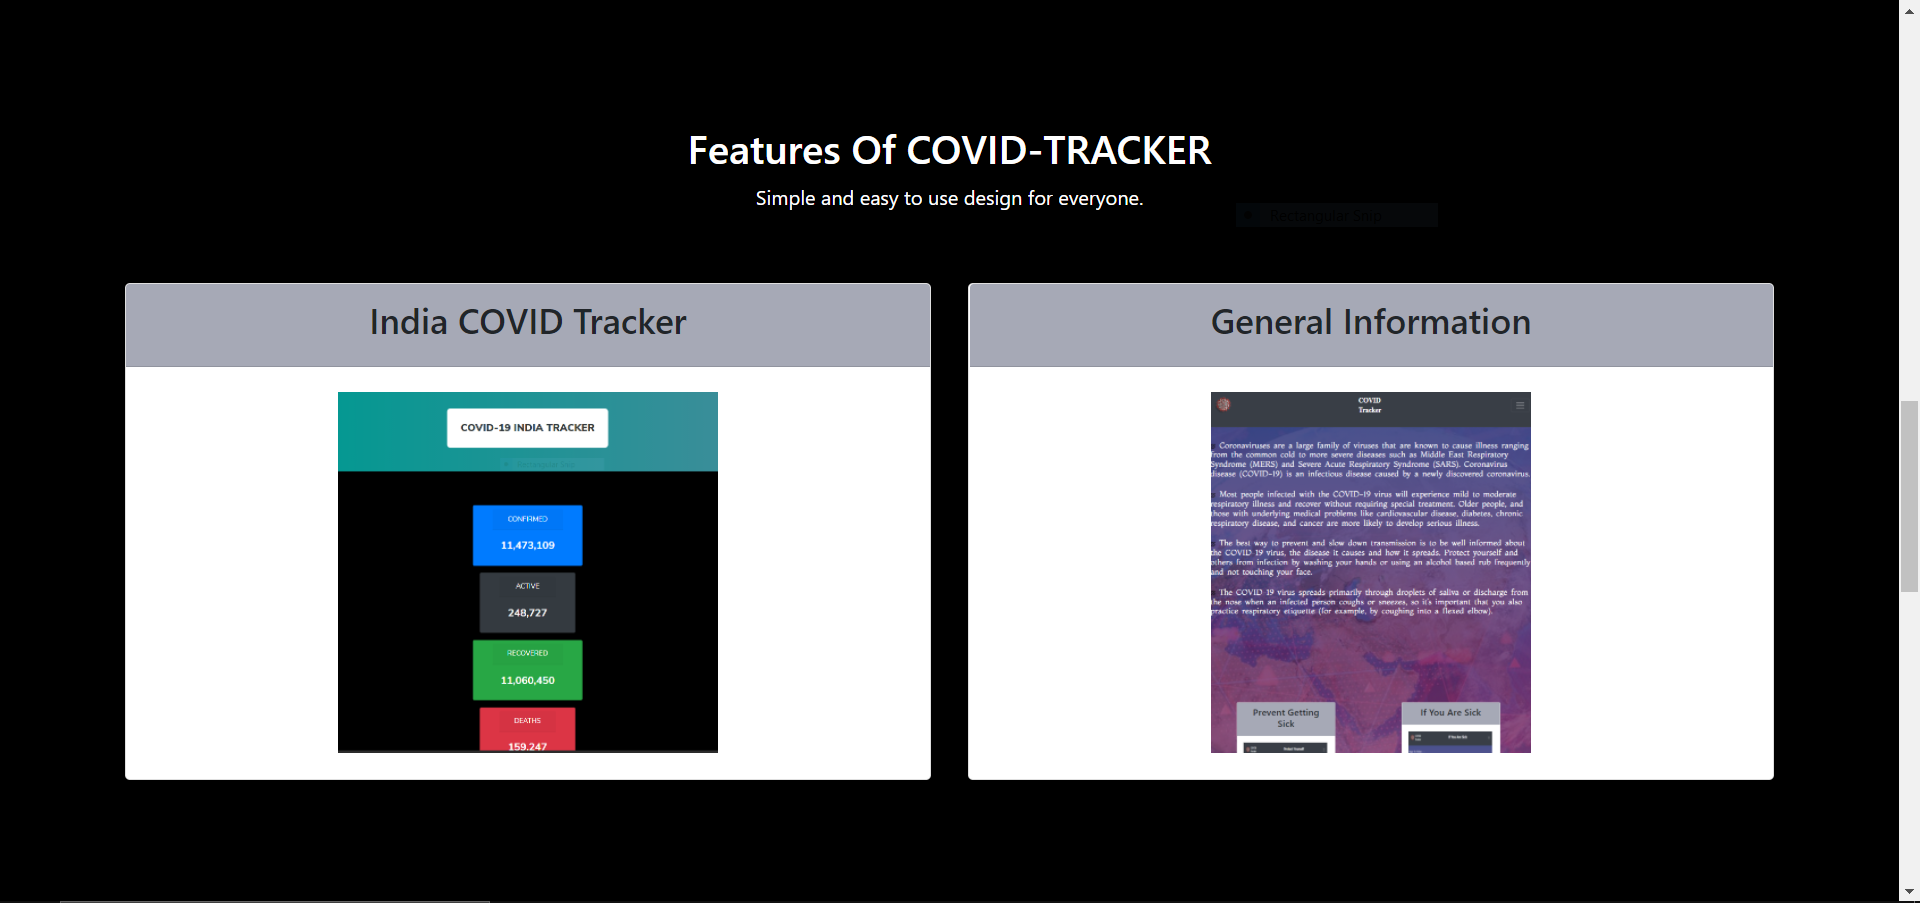 Features Of COVID-TRACKER
Simple and easy to use design for everyone.
Rectangular Snip
India COVID Tracker
COVID-19 INDIA TRACKER
CONFIRMED
11,473,109
ACTIVE
248,727
RECOVERED
11,060,450
DEATHS
159,247
General Information
COVID
Tracker
Coronaviruses are a large family of viruses that are known to cause illness ranging
from the common cold to more severe diseases such as Middle East Respiratory
Syndrome (MERS) and Severe Acute Respiratory Syndrome (SARS). Coronavirus
disease (COVID-19) is an infectious disease caused by a newly discovered coronavirus.
Most people infected with the COVID-19 virus will experience mild to moderate
respiratory illness and recover without requiring special treatment. Older people, and
those with underlying medical problems like cardiovascular disease, diabetes, chronic
respiratory disease, and cancer are more likely to develop serious illness.
The best way to prevent and slow down transmission is to be well informed about
the COVID-19 virus, the disease it causes and how it spreads. Protect yourself and
others from infection by washing your hands or using an alcohol based rub frequently
and not touching your face.
The COVID-19 virus spreads primarily through droplets of saliva or discharge from
the nose when an infected person coughs or sneezes, so it's important that you also
practice respiratory etiquette (for example, by coughing into a flexed elbow).
Prevent Getting
Sick
If You Are Sick